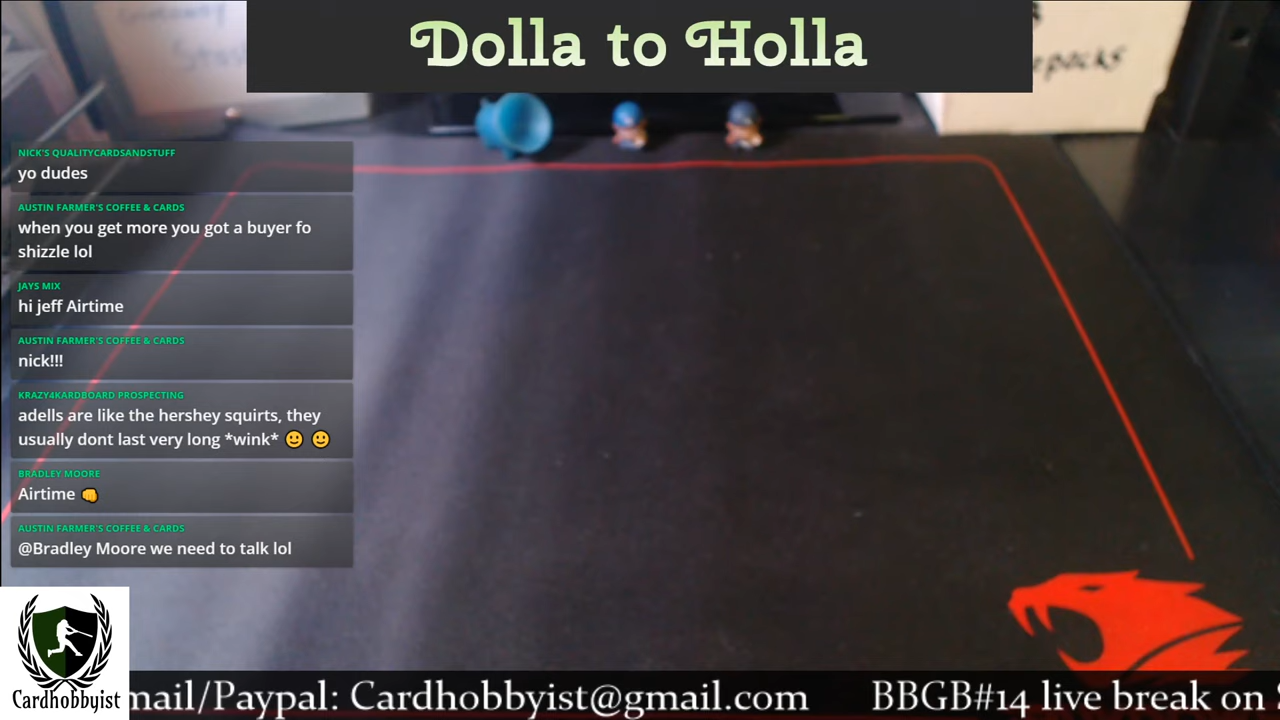 Dolla to Holla
epacks
NICK'S QUALITYCARDSANDSTUFF
yo dudes
AUSTIN FARMER'S COFFEE & CARDS
when you get more you got a buyer fo
shizzle lol
JAYS MIX
hi jeff Airtime
AUSTIN FARMER'S COFFEE & CARDS
nick!!!
KRAZY4KARDBOARD PROSPECTING
adells are like the hershey squirts, they
usually dont last very long *wink* 🙂 🙂
BRADLEY MOORE
Airtime 👊
AUSTIN FARMER'S COFFEE & CARDS
@Bradley Moore we need to talk lol
Cardhobbyist
mail/Paypal: Cardhobbyist@gmail.com BBGB#14 live break on